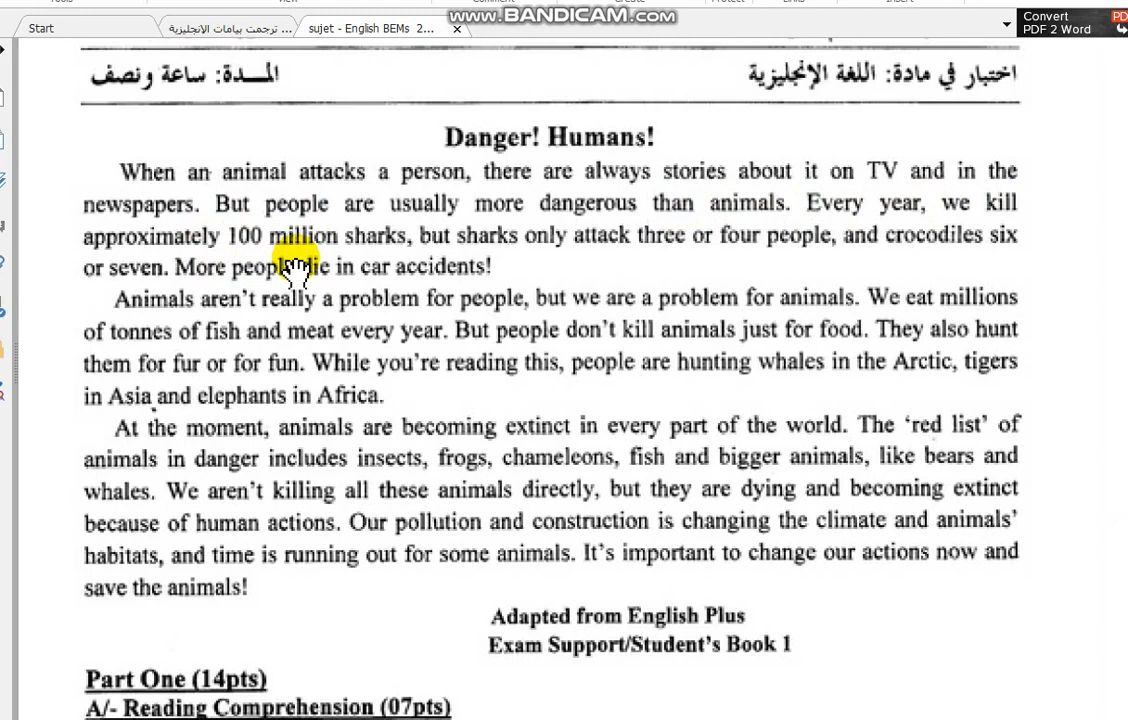 www.BANDICAM.com
Start
ترجمت بيامات الانجليزية ...
sujet - English BEMs 2...
Convert
PDF 2 Word
PD
اختبار في مادة: اللغة الإنجليزية
المـــدة: ساعة ونصف
Danger! Humans!
When an animal attacks a person, there are always stories about it on TV and in the
newspapers. But people are usually more dangerous than animals. Every year, we kill
approximately 100 million sharks, but sharks only attack three or four people, and crocodiles six
or seven. More people die in car accidents!
Animals aren't really a problem for people, but we are a problem for animals. We eat millions
of tonnes of fish and meat every year. But people don't kill animals just for food. They also hunt
them for fur or for fun. While you're reading this, people are hunting whales in the Arctic, tigers
in Asia and elephants in Africa.
At the moment, animals are becoming extinct in every part of the world. The 'red list' of
animals in danger includes insects, frogs, chameleons, fish and bigger animals, like bears and
whales. We aren't killing all these animals directly, but they are dying and becoming extinct
because of human actions. Our pollution and construction is changing the climate and animals'
habitats, and time is running out for some animals. It's important to change our actions now and
save the animals!
Adapted from English Plus
Exam Support/Student's Book 1
Part One (14pts)
A/- Reading Comprehension (07pts)